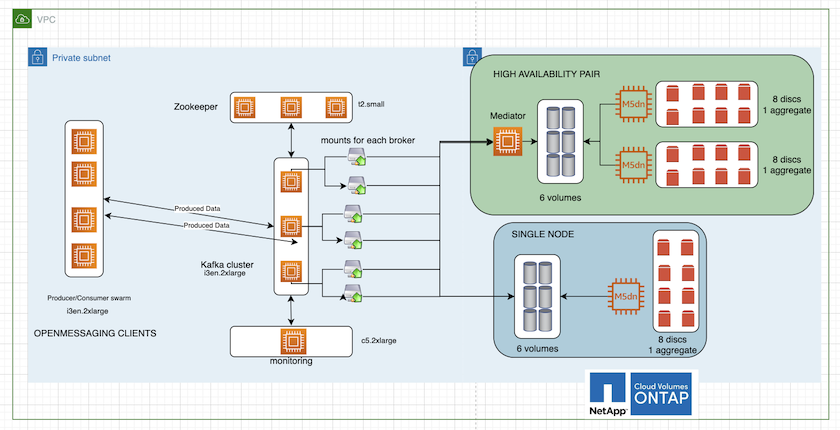 VPC
Private subnet
HIGH AVAILABILITY PAIR
Zookeeper
t2.small
Mediator
M5dn
8 discs
1 aggregate
mounts for each broker
M5dn
8 discs
1 aggregate
6 volumes
Produced Data
Produced Data
SINGLE NODE
Kafka cluster
i3en.2xlarge
M5dn
Producer/Consumer swarm
i3en.2xlarge
OPENMESSAGING CLIENTS
c5.2xlarge
monitoring
6 volumes
8 discs
1 aggregate
NetApp
Cloud Volumes
ONTAP